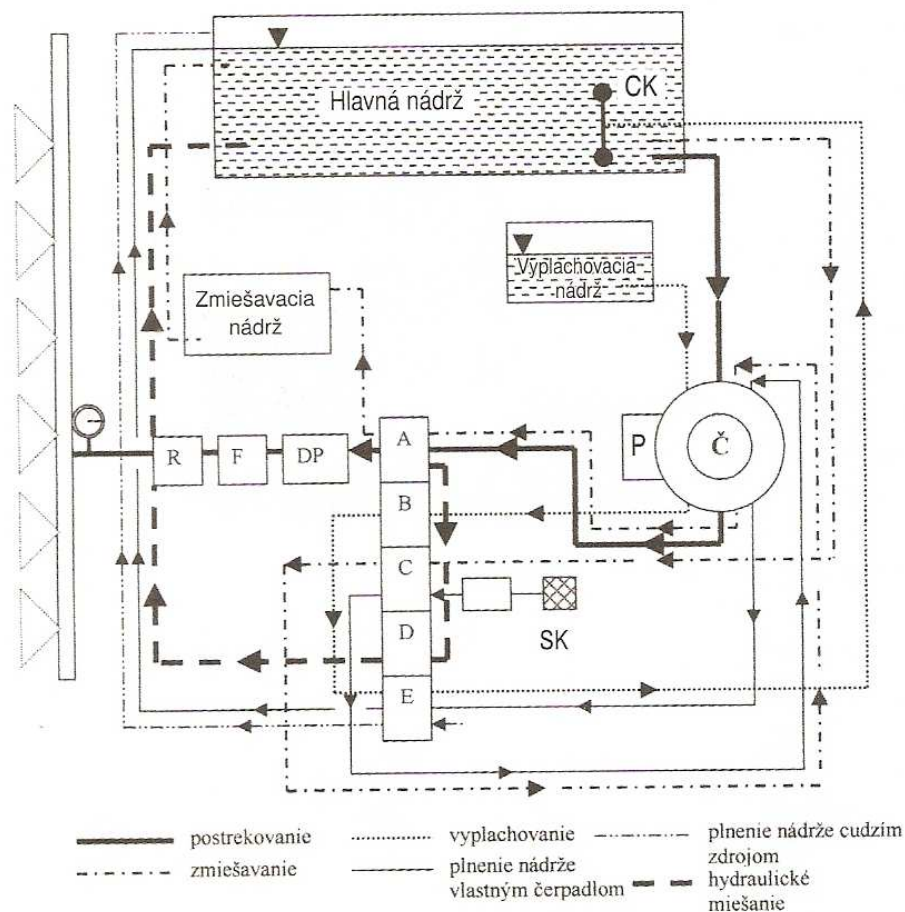 Hlavná nádrž
CK
Vyplachovacia
nádrž
Zmiešavacia
nádrž
P
Č
R
F
DP
A
B
C
D
E
SK
postrekovanie
vyplachovanie
plnenie nádrže cudzím
zdrojom
zmiešavanie
plnenie nádrže
vlastným čerpadlom
hydraulické
miešanie